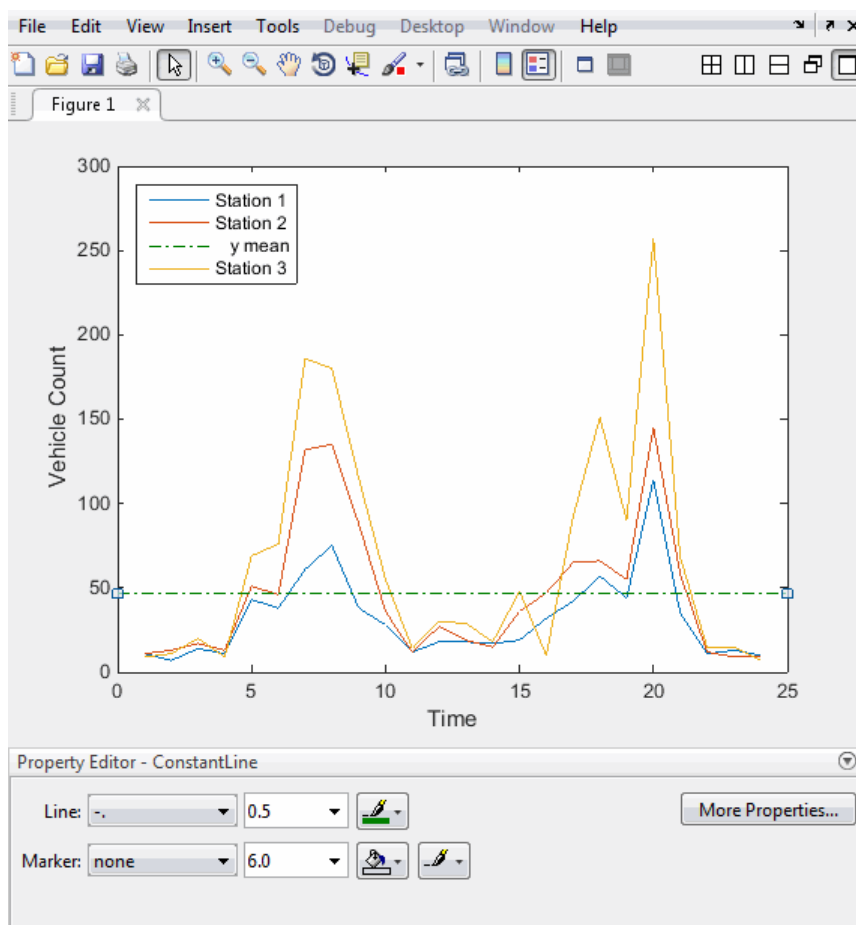 File Edit View Insert Tools Debug Desktop Window Help
Figure 1
300
250
200
150
100
50
0
Vehicle Count
Station 1
Station 2
y mean
Station 3
0 5 10 15 20 25
Time
Property Editor - ConstantLine
Line: -. 0.5 More Properties...
Marker: none 6.0